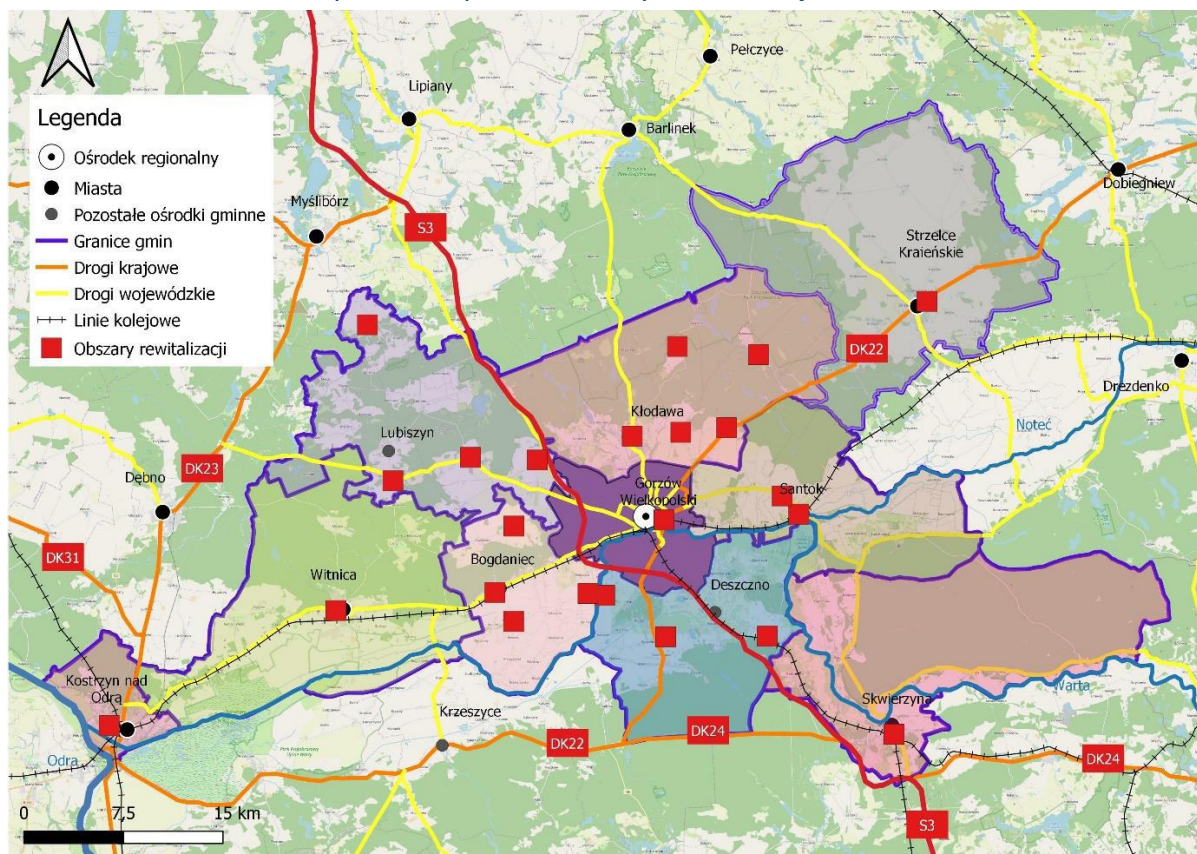 Pełczyce
Lipiany
Barlinek
Legenda
Ośrodek regionalny
Miasta
Pozostałe ośrodki gminne
Granice gmin
Drogi krajowe
Drogi wojewódzkie
Linie kolejowe
Obszary rewitalizacji
Myślibórz
S3
Dobiegniew
Strzelce
Kraieńskie
DK22
Drezdenko
Kłodawa
Noteć
Lubiszyn
DK23
Dębno
Gorzów
Wielkopolski
Santok
DK31
Bogdaniec
Witnica
Deszczno
Kostrzyn nad
Odrą
Skwierzyna
Warta
Krzeszyce
DK22
DK24
DK24
Odra
0 7,5 15 km
S3